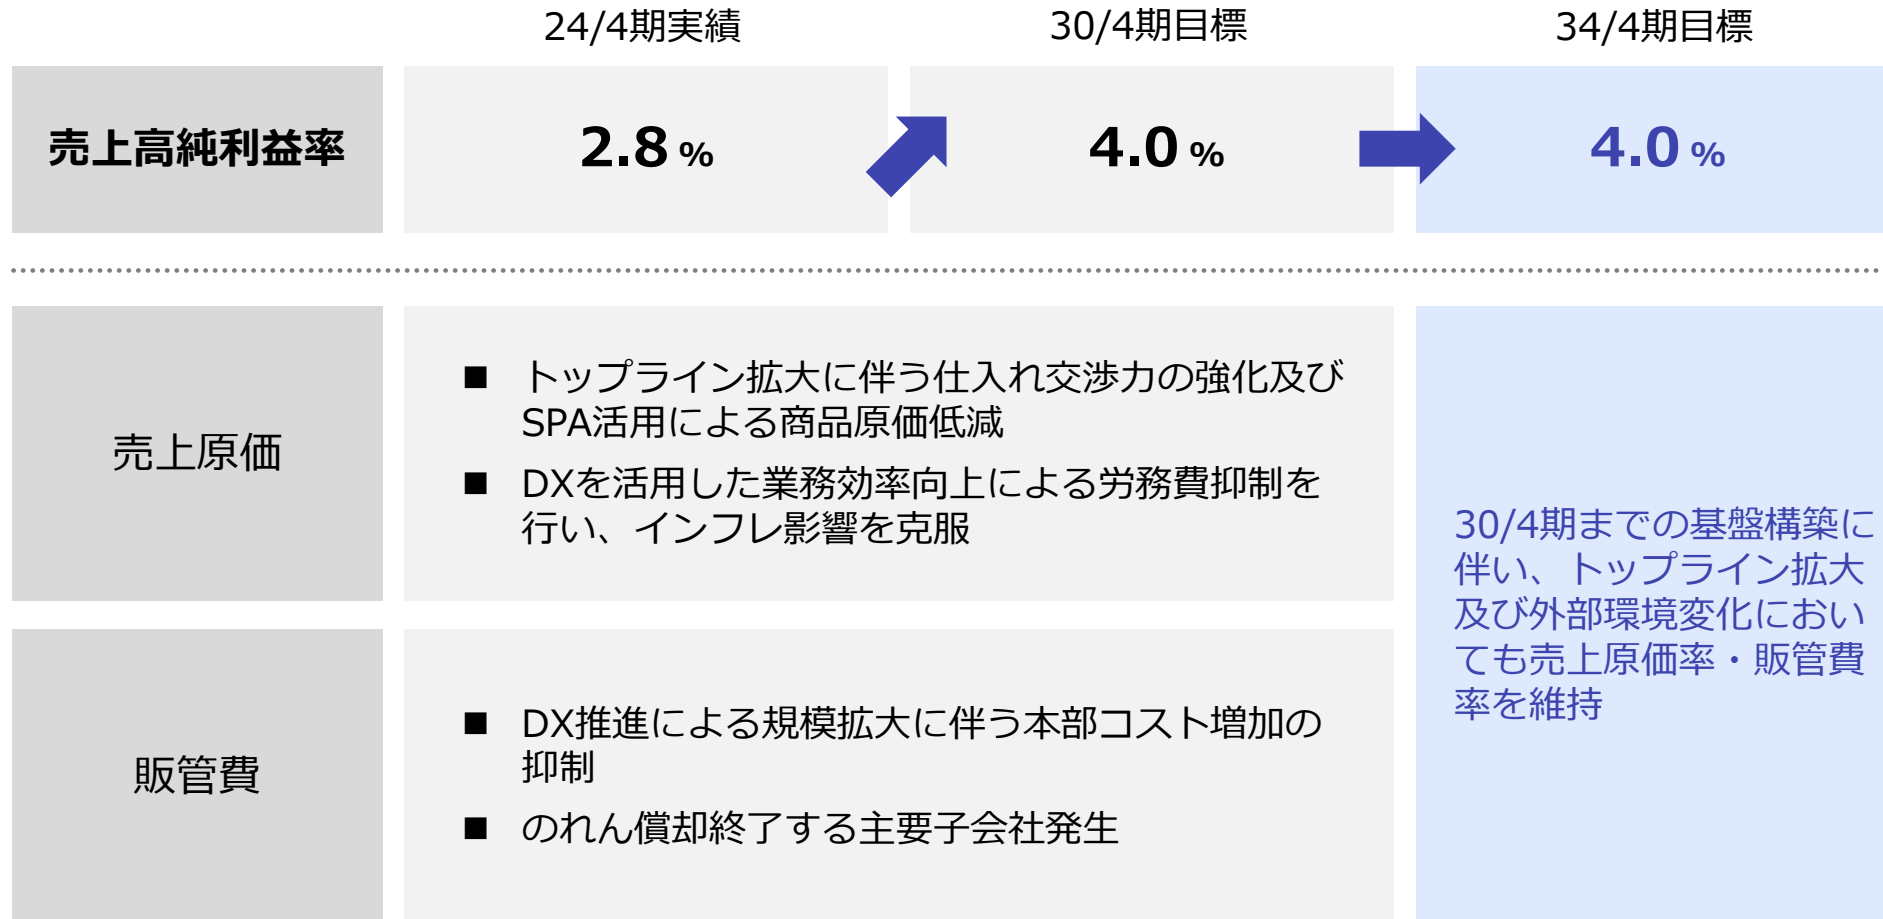 24/4期実績
30/4期目標
34/4期目標
売上高純利益率
2.8 %
4.0 %
4.0 %
売上原価
■ トップライン拡大に伴う仕入れ交渉力の強化及び
SPA活用による商品原価低減
■ DXを活用した業務効率向上による労務費抑制を
行い、インフレ影響を克服
販管費
■ DX推進による規模拡大に伴う本部コスト増加の
抑制
■ のれん償却終了する主要子会社発生
30/4期までの基盤構築に
伴い、トップライン拡大
及び外部環境変化におい
ても売上原価率・販管費
率を維持